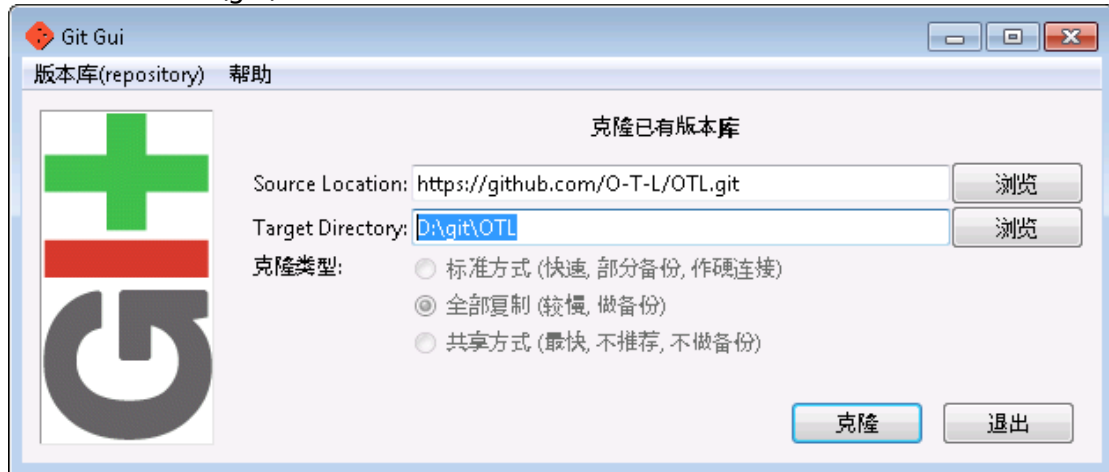 Git Gui
版本库(repository) 帮助
克隆已有版本库
Source Location: https://github.com/O-T-L/OTL.git 浏览
Target Directory: D:\git\OTL 浏览
克隆类型: 标准方式 (快速, 部分备份, 作硬连接)
全部复制 (较慢, 做备份)
共享方式 (最快, 不推荐, 不做备份)
克隆 退出